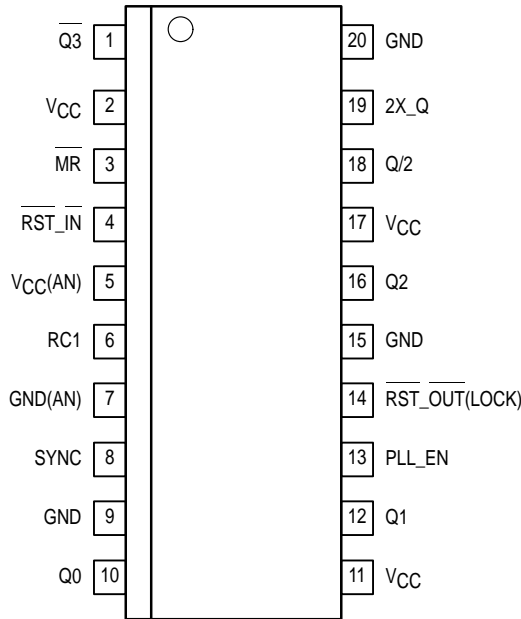 Q3 1 20 GND
VCC 2 19 2X_Q
MR 3 18 Q/2
RST_IN 4 17 VCC
VCC(AN) 5 16 Q2
RC1 6 15 GND
GND(AN) 7 14 RST_OUT(LOCK)
SYNC 8 13 PLL_EN
GND 9 12 Q1
Q0 10 11 VCC